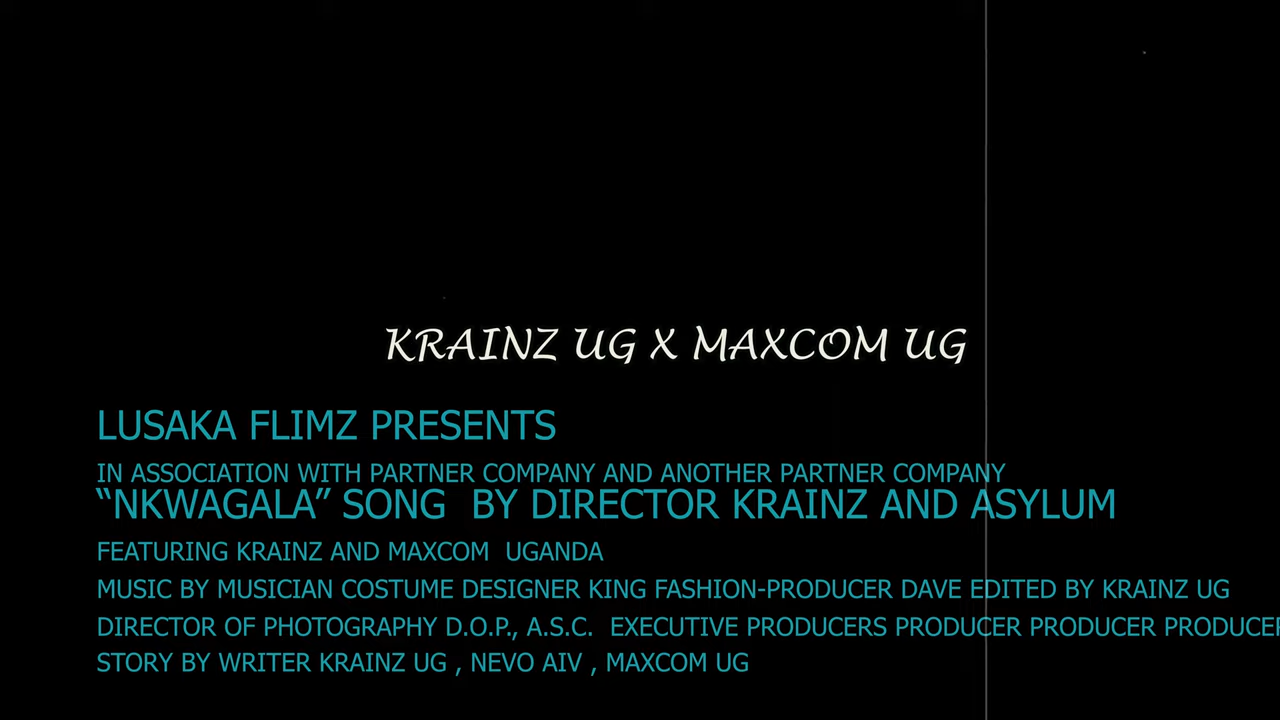 KRAINZ UG X MAXCOM UG
LUSAKA FLIMZ PRESENTS
IN ASSOCIATION WITH PARTNER COMPANY AND ANOTHER PARTNER COMPANY
“NKWAGALA” SONG  BY DIRECTOR KRAINZ AND ASYLUM
FEATURING KRAINZ AND MAXCOM  UGANDA
MUSIC BY MUSICIAN COSTUME DESIGNER KING FASHION-PRODUCER DAVE EDITED BY KRAINZ UG
DIRECTOR OF PHOTOGRAPHY D.O.P., A.S.C.  EXECUTIVE PRODUCERS PRODUCER PRODUCER PRODUCER
STORY BY WRITER KRAINZ UG , NEVO AIV , MAXCOM UG